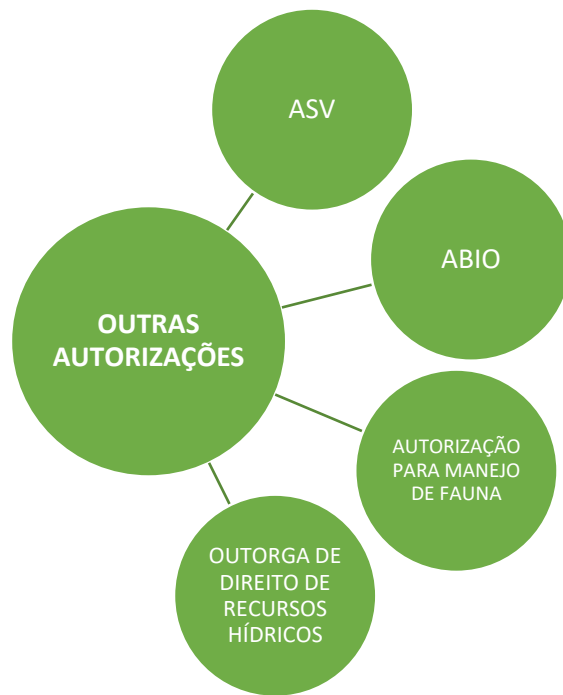 ASV
ABIO
OUTRAS
AUTORIZAÇÕES
AUTORIZAÇÃO
PARA MANEJO
DE FAUNA
OUTORGA DE
DIREITO DE
RECURSOS
HÍDRICOS